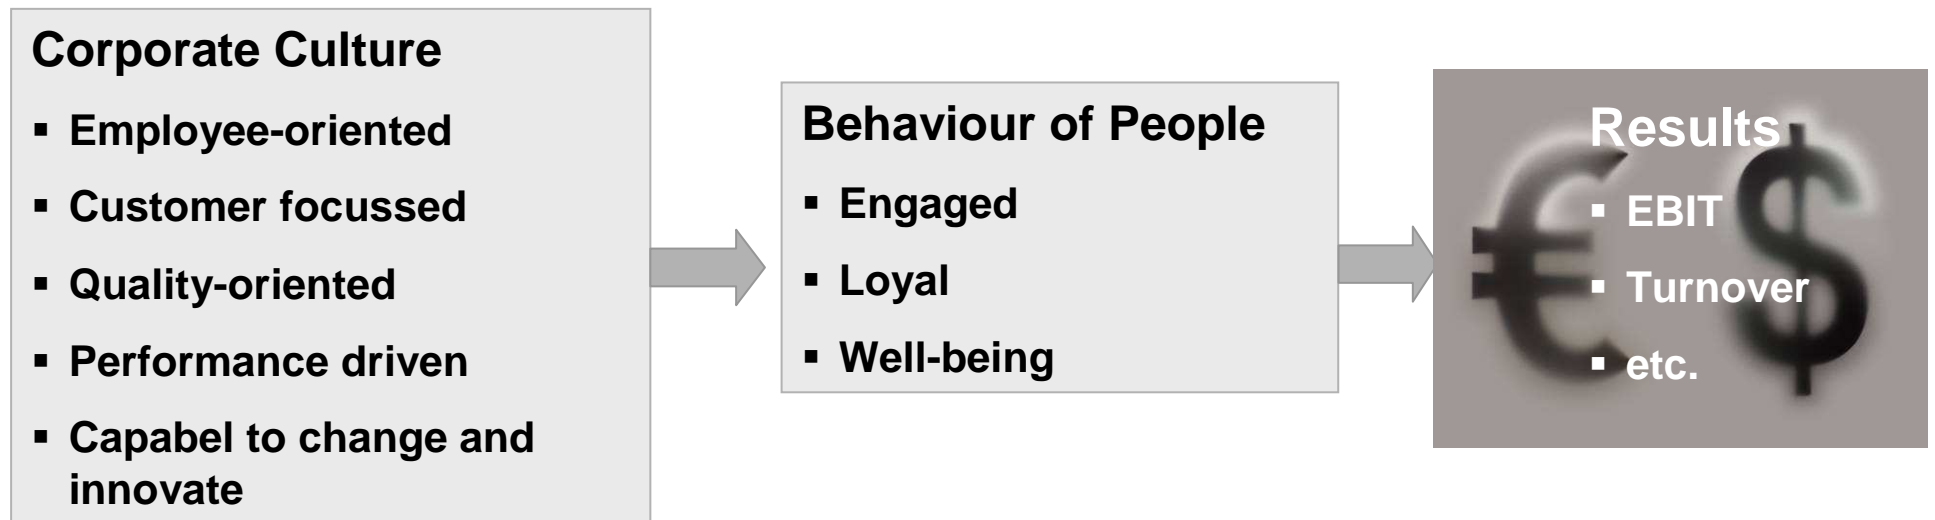 Corporate Culture
▪ Employee-oriented
▪ Customer focussed
▪ Quality-oriented
▪ Performance driven
▪ Capabel to change and
innovate
Behaviour of People
▪ Engaged
▪ Loyal
▪ Well-being
€ $
Results
▪ EBIT
▪ Turnover
▪ etc.